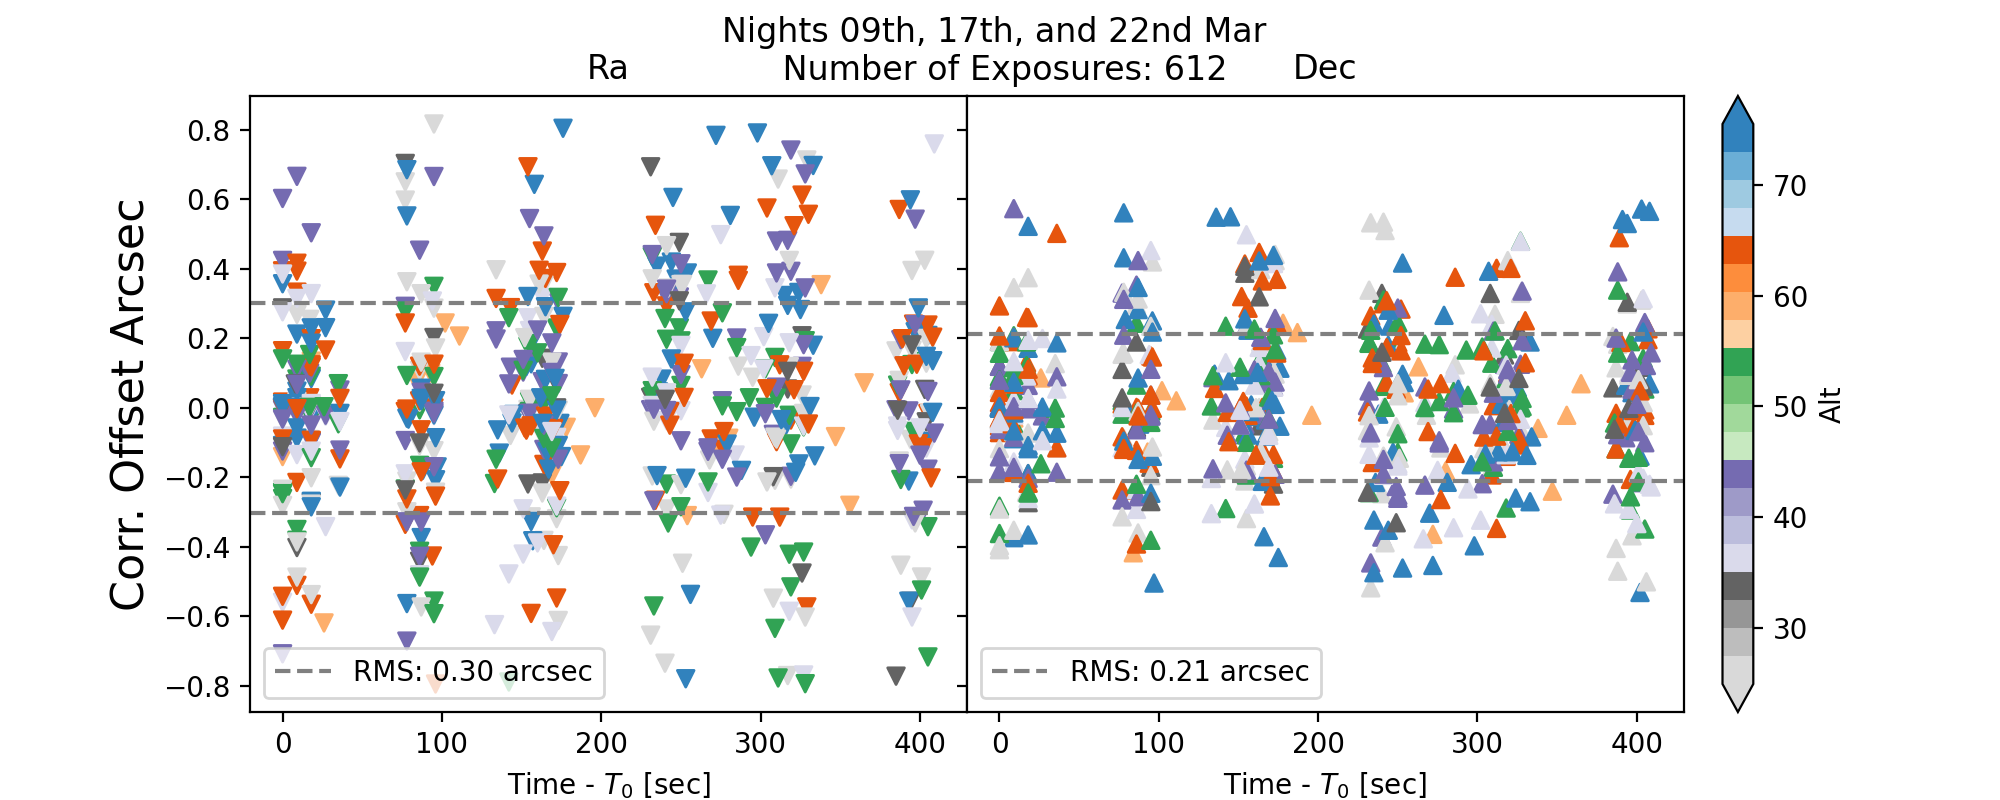 Nights 09th, 17th, and 22nd Mar
Ra Number of Exposures: 612 Dec
Corr. Offset Arcsec
0.8
0.6
0.4
0.2
0.0
−0.2
−0.4
−0.6
−0.8
RMS: 0.30 arcsec
RMS: 0.21 arcsec
0 100 200 300 400
0 100 200 300 400
Time - T₀ [sec]
Time - T₀ [sec]
70
60
50
40
30
Alt